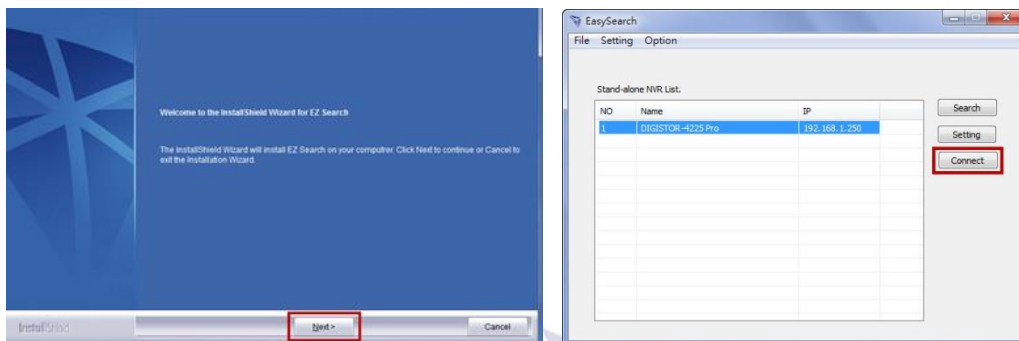 Welcome to the InstallShield Wizard for EZ Search
The InstallShield Wizard will install EZ Search on your computrer. Click Next to continue or Cancel to
exit the Installation Wizard.
InstallShield
Next >
Cancel
EasySearch
File Setting Option
Stand-alone NVR List.
NO Name IP
1 DIGISTOR-4225 Pro 192.168.1.250
Search
Setting
Connect